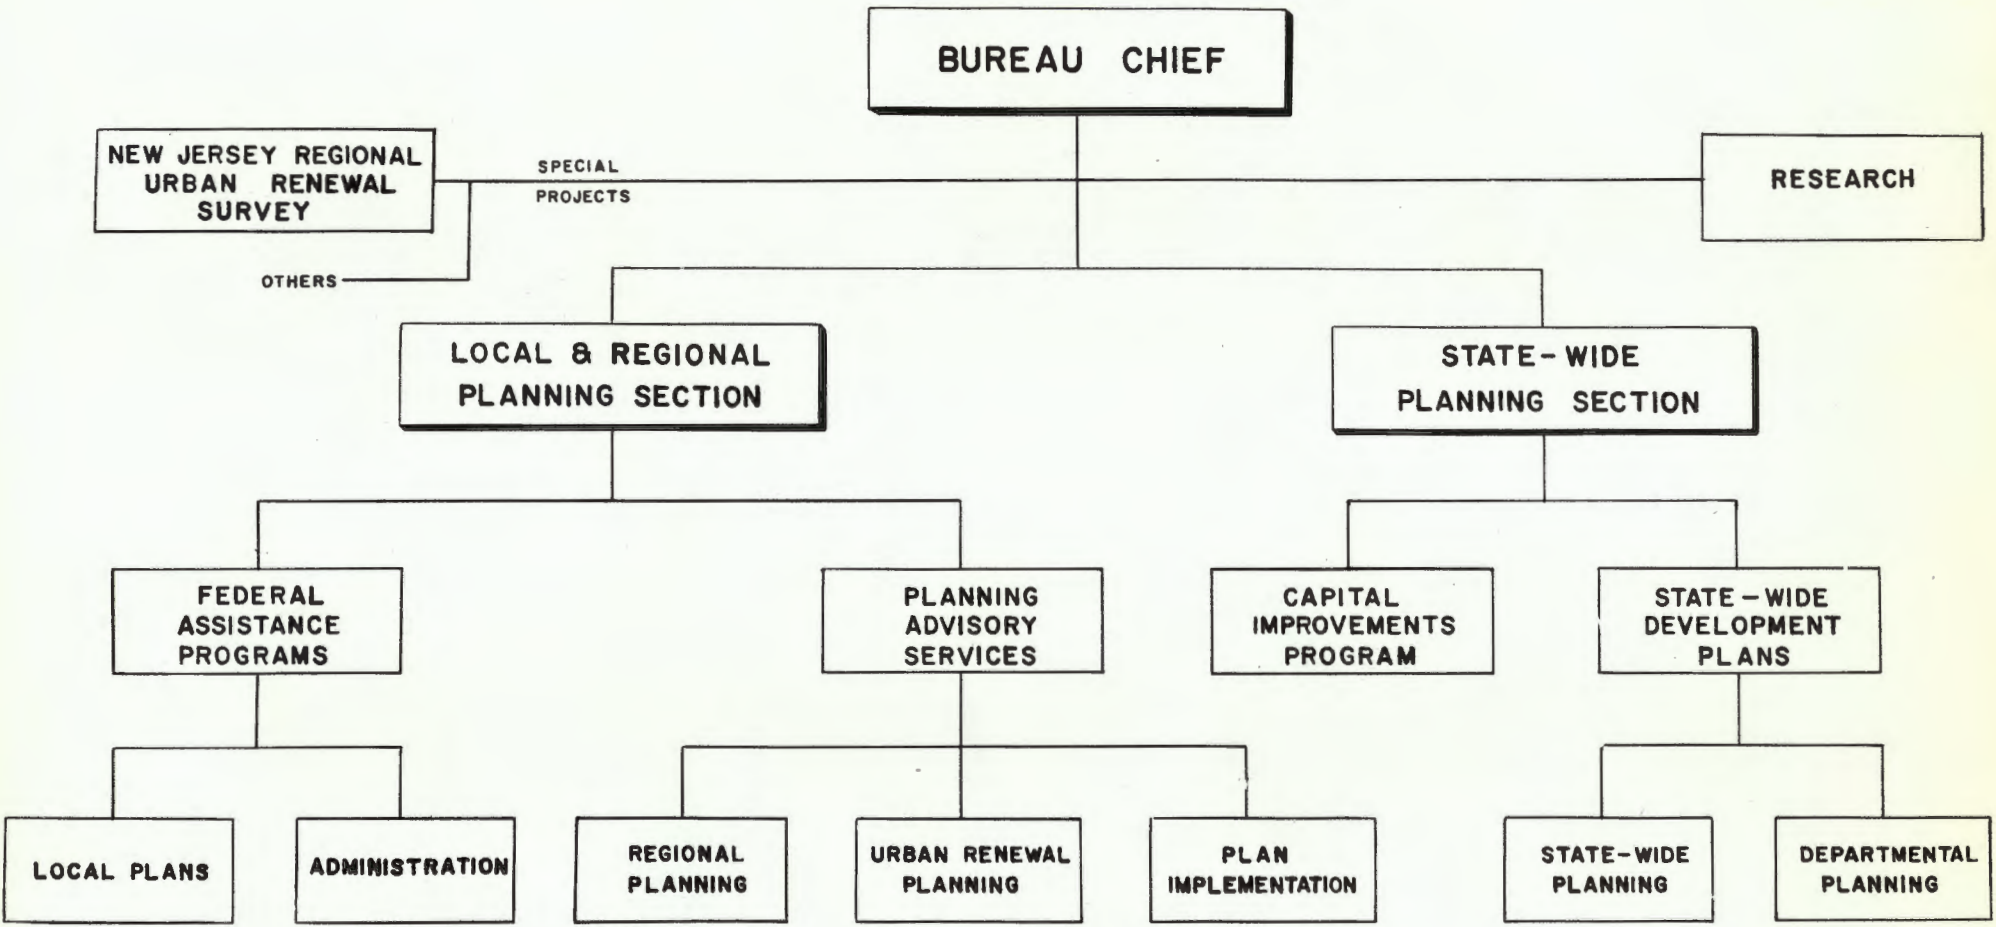 BUREAU CHIEF
NEW JERSEY REGIONAL
URBAN RENEWAL
SURVEY
SPECIAL
PROJECTS
RESEARCH
OTHERS
LOCAL & REGIONAL
PLANNING SECTION
STATE-WIDE
PLANNING SECTION
FEDERAL
ASSISTANCE
PROGRAMS
PLANNING
ADVISORY
SERVICES
CAPITAL
IMPROVEMENTS
PROGRAM
STATE-WIDE
DEVELOPMENT
PLANS
LOCAL PLANS
ADMINISTRATION
REGIONAL
PLANNING
URBAN RENEWAL
PLANNING
PLAN
IMPLEMENTATION
STATE-WIDE
PLANNING
DEPARTMENTAL
PLANNING